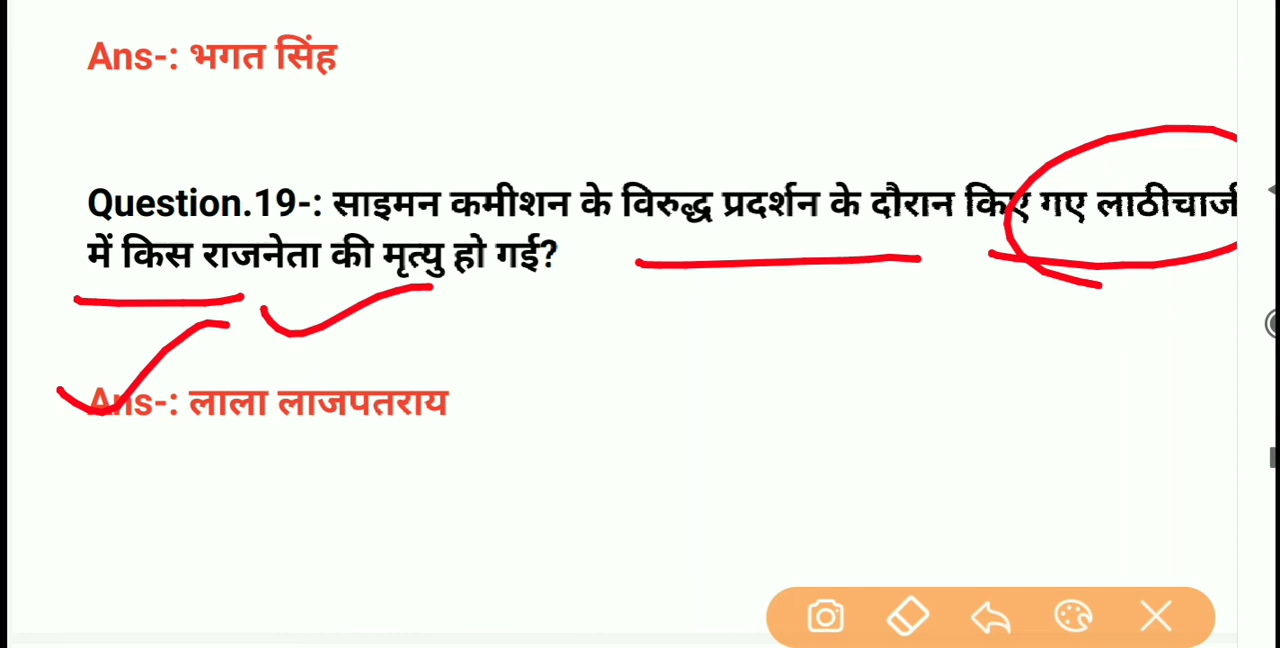 Ans-: भगत सिंह
Question.19-: साइमन कमीशन के विरुद्ध प्रदर्शन के दौरान किए गए लाठीचार्ज
में किस राजनेता की मृत्यु हो गई?
Ans-: लाला लाजपतराय